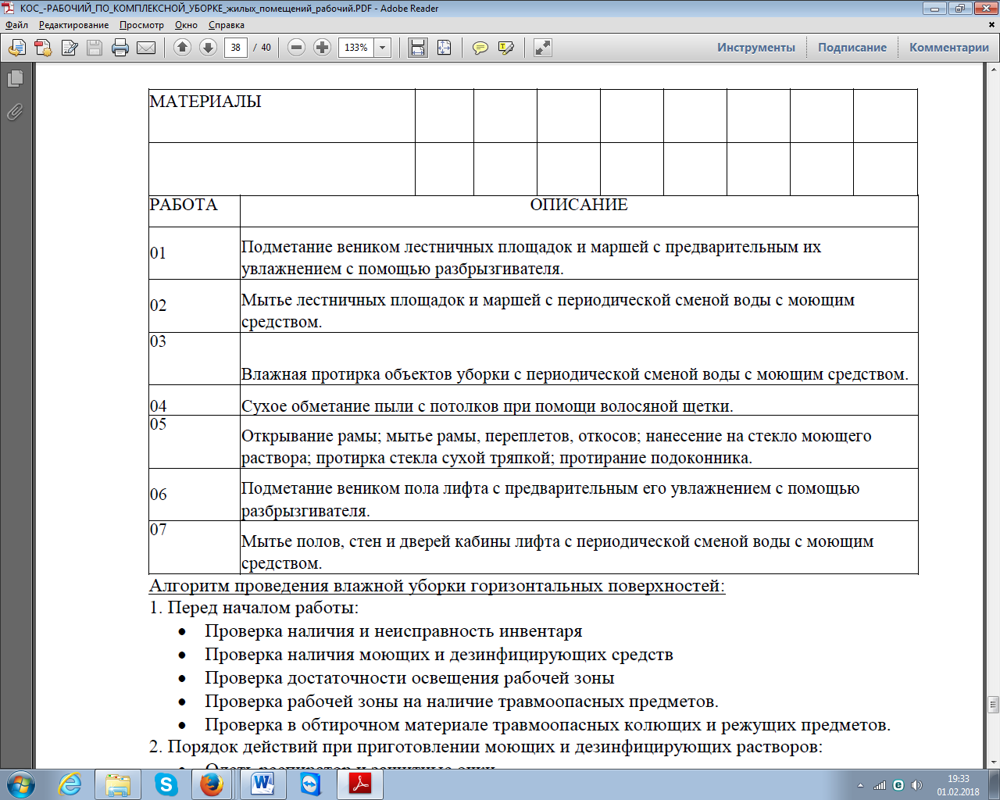 КОС_-РАБОЧИЙ_ПО_КОМПЛЕКСНОЙ_УБОРКЕ_жилых_помещений_рабочий.PDF - Adobe Reader
Файл Редактирование Просмотр Окно Справка
38 / 40 133% Инструменты Подписание Комментарии
МАТЕРИАЛЫ
РАБОТА ОПИСАНИЕ
01 Подметание веником лестничных площадок и маршей с предварительным их
увлажнением с помощью разбрызгивателя.
02 Мытье лестничных площадок и маршей с периодической сменой воды с моющим
средством.
03
Влажная протирка объектов уборки с периодической сменой воды с моющим средством.
04 Сухое обметание пыли с потолков при помощи волосяной щетки.
05 Открывание рамы; мытье рамы, переплетов, откосов; нанесение на стекло моющего
раствора; протирка стекла сухой тряпкой; протирание подоконника.
06 Подметание веником пола лифта с предварительным его увлажнением с помощью
разбрызгивателя.
07 Мытье полов, стен и дверей кабины лифта с периодической сменой воды с моющим
средством.
Алгоритм проведения влажной уборки горизонтальных поверхностей:
1. Перед началом работы:
• Проверка наличия и неисправность инвентаря
• Проверка наличия моющих и дезинфицирующих средств
• Проверка достаточности освещения рабочей зоны
• Проверка рабочей зоны на наличие травмоопасных предметов.
• Проверка в обтирочном материале травмоопасных колющих и режущих предметов.
2. Порядок действий при приготовлении моющих и дезинфицирующих растворов:
• Одеть респиратор и защитные очки
19:33
01.02.2018